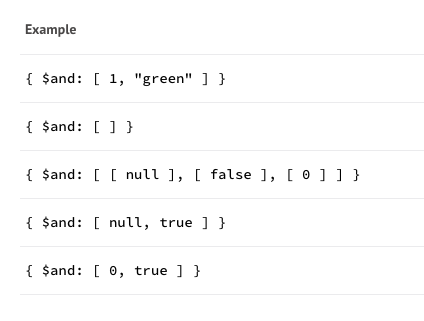 Example
{ $and: [ 1, "green" ] }
{ $and: [ ] }
{ $and: [ [ null ], [ false ], [ 0 ] ] }
{ $and: [ null, true ] }
{ $and: [ 0, true ] }